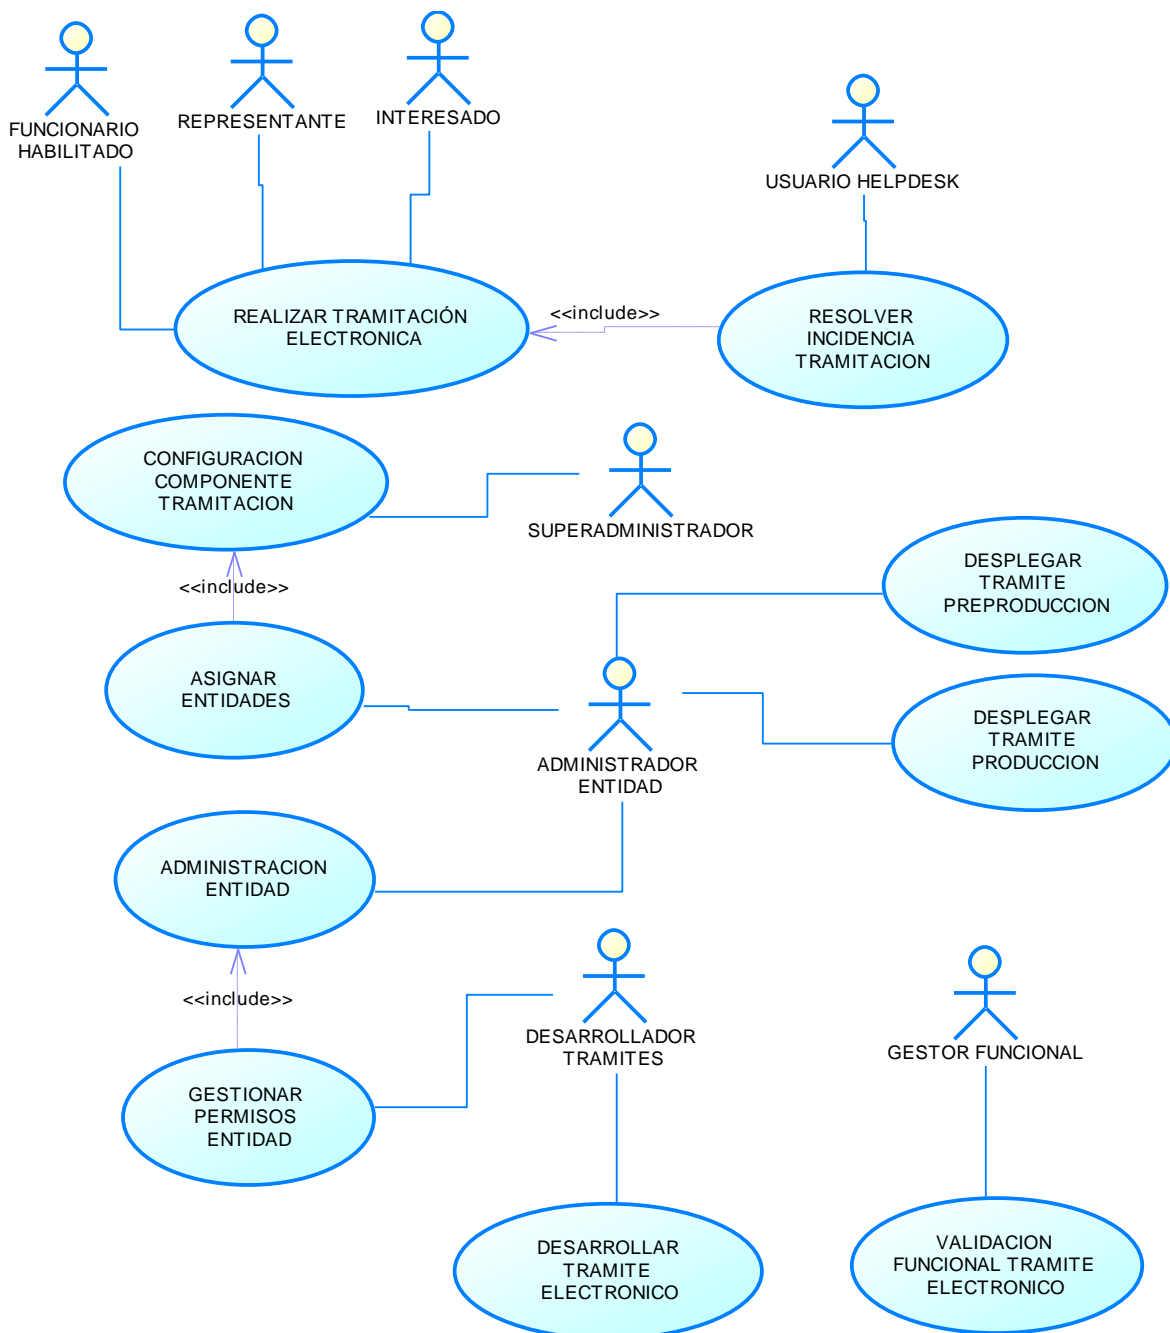 FUNCIONARIO
HABILITADO
REPRESENTANTE
INTERESADO
USUARIO HELPDESK
REALIZAR TRAMITACIÓN
ELECTRONICA
<<include>>
RESOLVER
INCIDENCIA
TRAMITACION
CONFIGURACION
COMPONENTE
TRAMITACION
SUPERADMINISTRADOR
<<include>>
DESPLEGAR
TRAMITE
PREPRODUCCION
ASIGNAR
ENTIDADES
ADMINISTRADOR
ENTIDAD
DESPLEGAR
TRAMITE
PRODUCCION
ADMINISTRACION
ENTIDAD
<<include>>
DESARROLLADOR
TRAMITES
GESTOR FUNCIONAL
GESTIONAR
PERMISOS
ENTIDAD
DESARROLLAR
TRAMITE
ELECTRONICO
VALIDACION
FUNCIONAL TRAMITE
ELECTRONICO